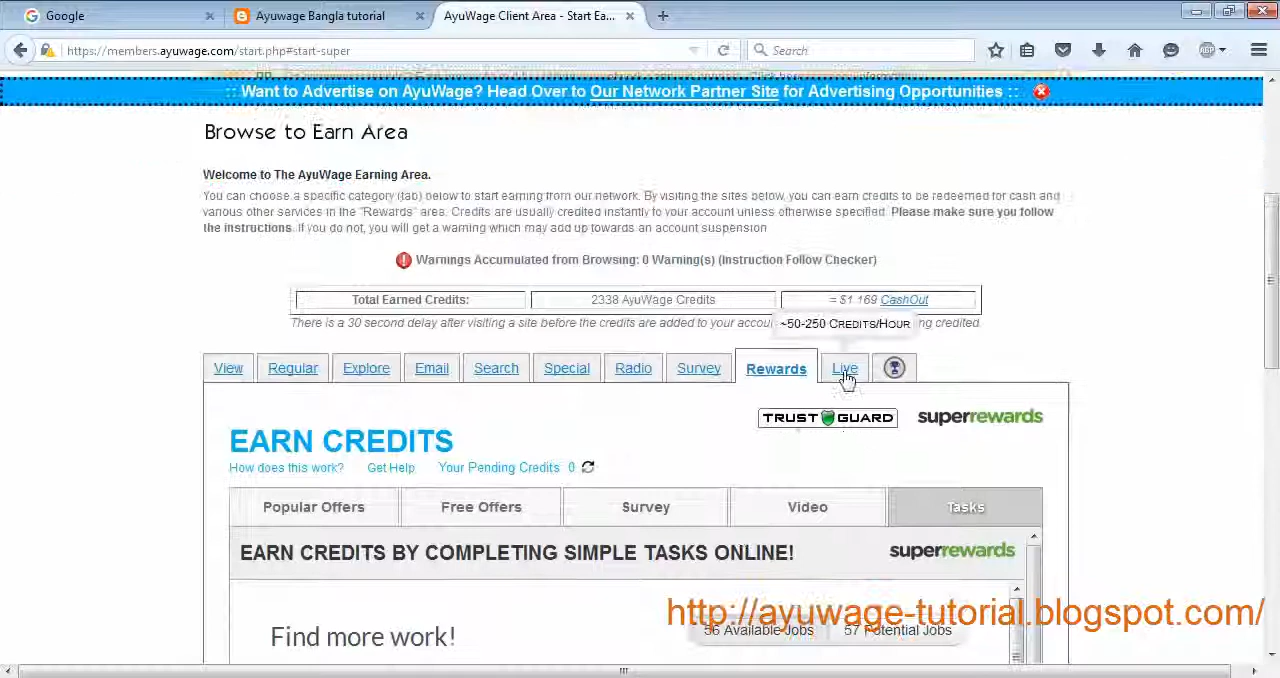 Google
Ayuwage Bangla tutorial
AyuWage Client Area - Start Ea...
https://members.ayuwage.com/start.php#start-super
Search
ABP
:: Want to Advertise on AyuWage? Head Over to Our Network Partner Site for Advertising Opportunities ::
Browse to Earn Area
Welcome to The AyuWage Earning Area.
You can choose a specific category (tab) below to start earning from our network. By visiting the sites below, you can earn credits to be redeemed for cash and
various other services in the "Rewards" area. Credits are usually credited instantly to your account unless otherwise specified. Please make sure you follow
the instructions. If you do not, you will get a warning which may add up towards an account suspension
Warnings Accumulated from Browsing: 0 Warning(s) (Instruction Follow Checker)
Total Earned Credits: 2338 AyuWage Credits = $1.169 CashOut
There is a 30 second delay after visiting a site before the credits are added to your accou ~50-250 Credits/Hour ng credited.
View Regular Explore Email Search Special Radio Survey Rewards Live
TRUST GUARD superrewards
EARN CREDITS
How does this work? Get Help Your Pending Credits 0
Popular Offers Free Offers Survey Video Tasks
EARN CREDITS BY COMPLETING SIMPLE TASKS ONLINE! superrewards
http://ayuwage-tutorial.blogspot.com/
Find more work! 56 Available Jobs 57 Potential Jobs